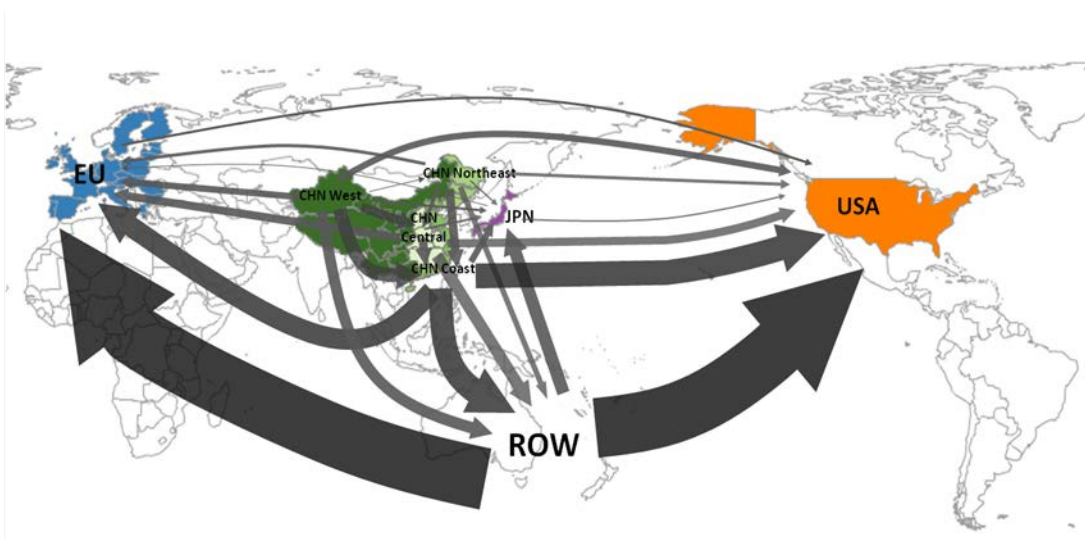 EU
CHN Northeast
CHN West
CHN
Central
JPN
USA
CHN Coast
ROW